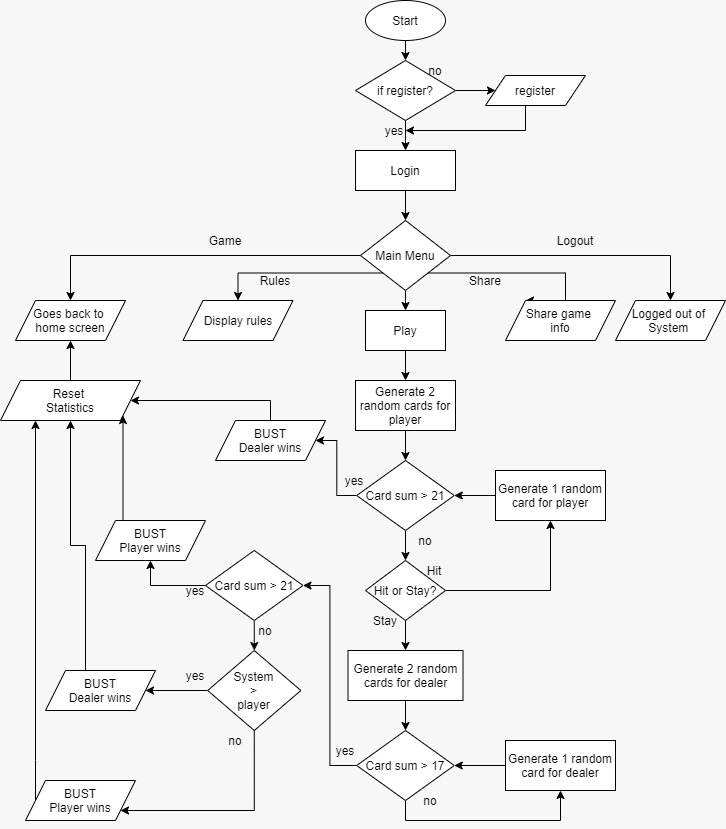 Start
no
if register?
register
yes
Login
Game
Logout
Main Menu
Rules
Share
Goes back to
home screen
Display rules
Play
Share game
info
Logged out of
System
Reset
Statistics
Generate 2
random cards for
player
BUST
Dealer wins
yes
Card sum > 21
Generate 1 random
card for player
no
BUST
Player wins
Hit
Hit or Stay?
yes
Card sum > 21
Stay
no
Generate 2 random
cards for dealer
BUST
Dealer wins
yes
System
>
player
no
yes
Card sum > 17
Generate 1 random
card for dealer
no
BUST
Player wins